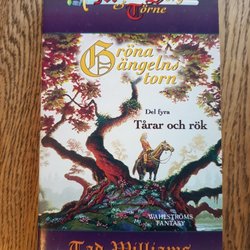 Törne
Gröna
ängelns
torn
Del fyra
Tårar och rök
WAHLSTRÖMS
FANTASY
Tad Williams